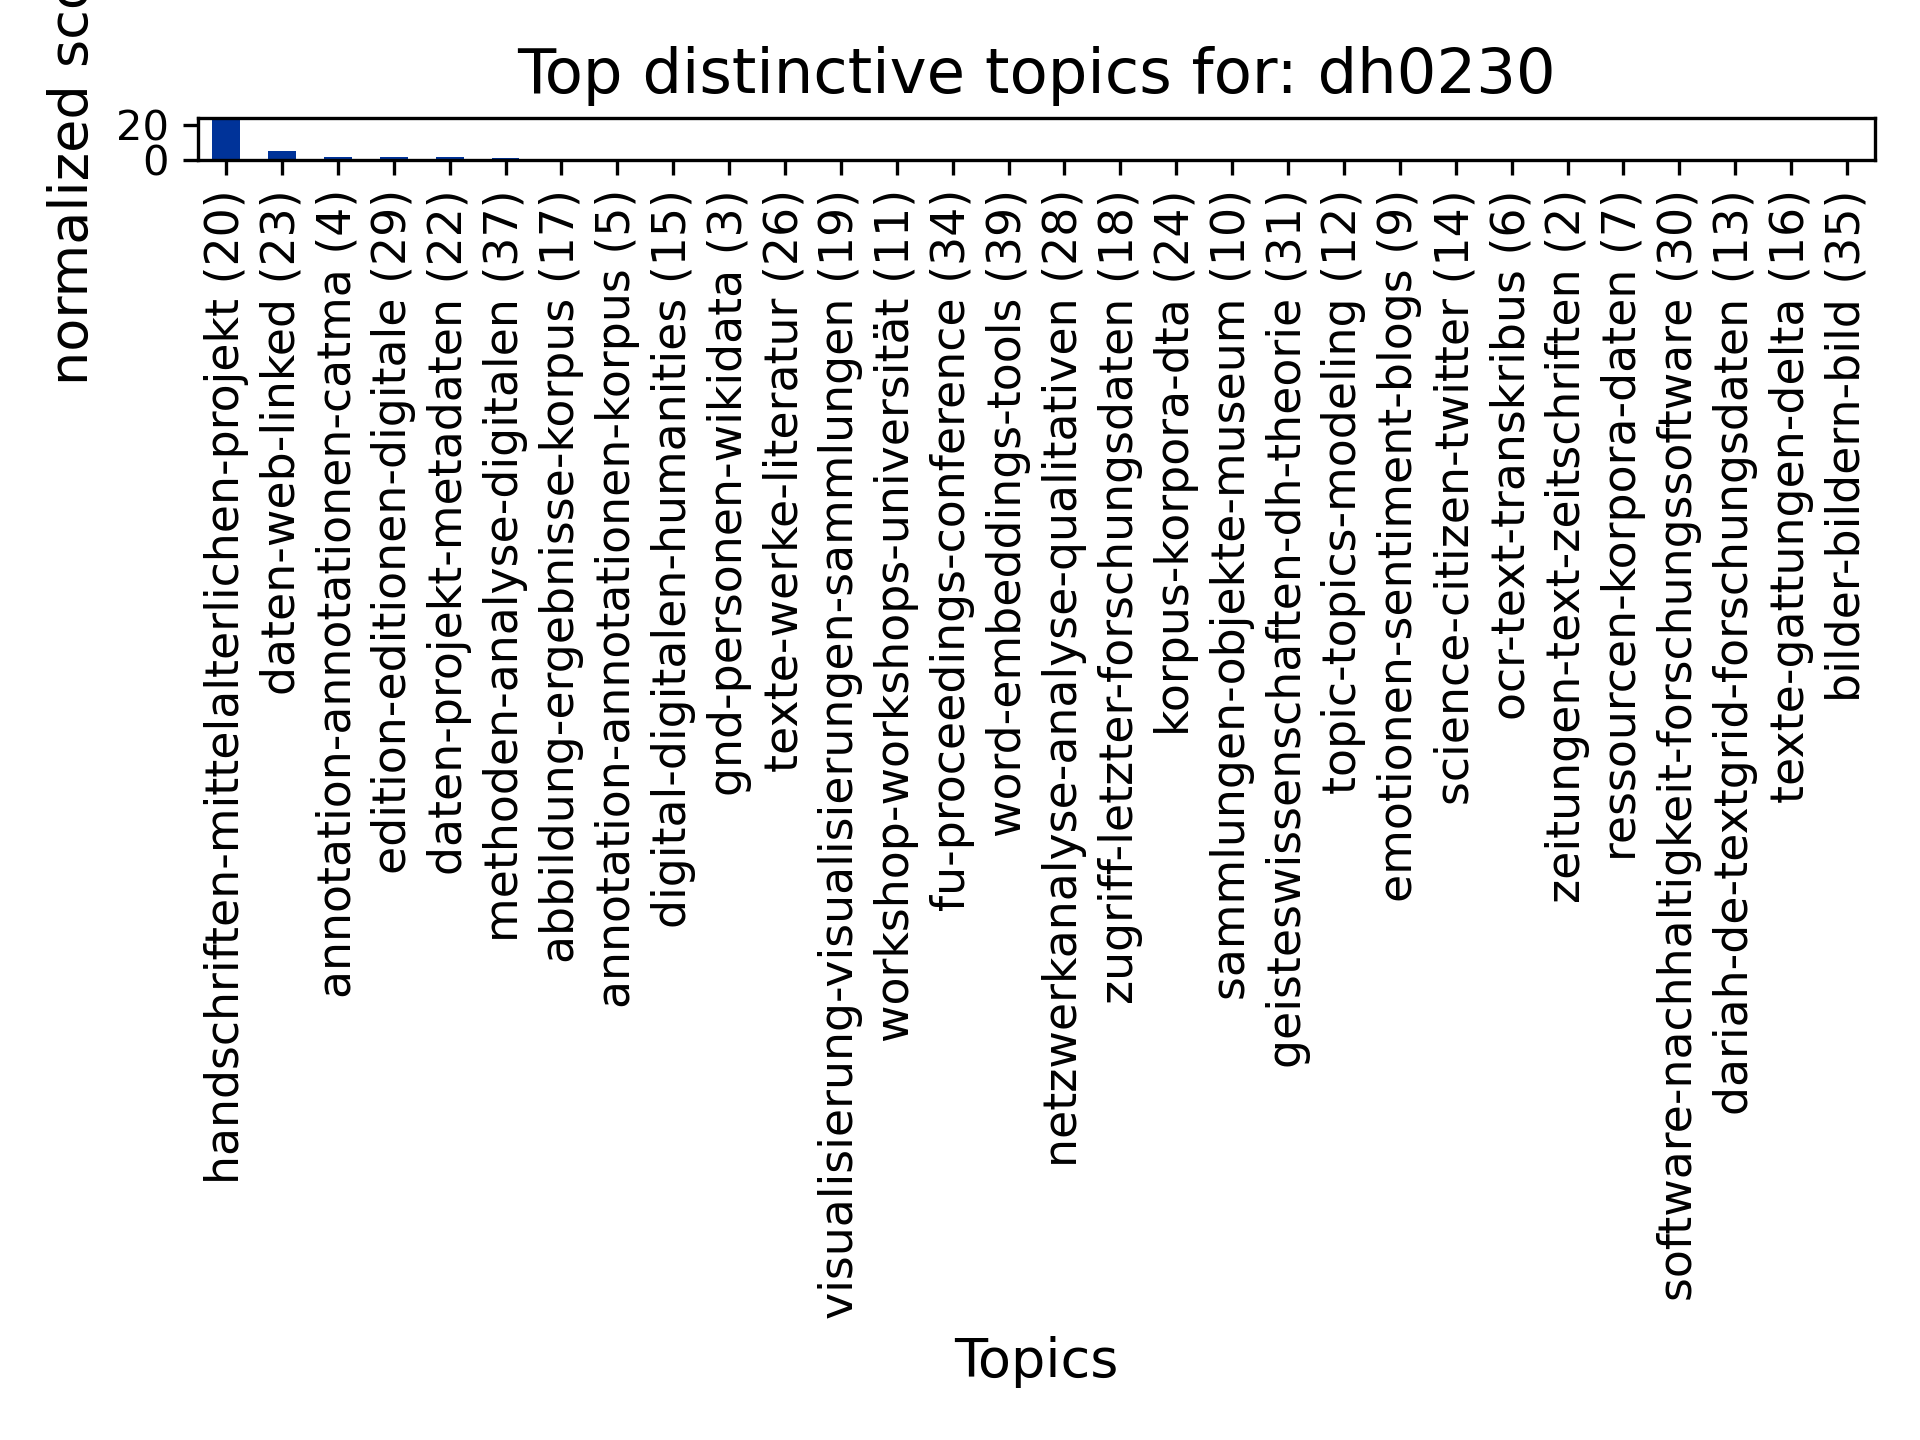 Top distinctive topics for: dh0230
normalized sco
20
0
handschriften-mittelalterlichen-projekt (20)
daten-web-linked (23)
annotation-annotationen-catma (4)
edition-editionen-digitale (29)
daten-projekt-metadaten (22)
methoden-analyse-digitalen (37)
abbildung-ergebnisse-korpus (17)
annotation-annotationen-korpus (5)
digital-digitalen-humanities (15)
gnd-personen-wikidata (3)
texte-werke-literatur (26)
visualisierung-visualisierungen-sammlungen (19)
workshop-workshops-universität (11)
fu-proceedings-conference (34)
word-embeddings-tools (39)
netzwerkanalyse-analyse-qualitativen (28)
zugriff-letzter-forschungsdaten (18)
korpus-korpora-dta (24)
sammlungen-objekte-museum (10)
geisteswissenschaften-dh-theorie (31)
topic-topics-modeling (12)
emotionen-sentiment-blogs (9)
science-citizen-twitter (14)
ocr-text-transkribus (6)
zeitungen-text-zeitschriften (2)
ressourcen-korpora-daten (7)
software-nachhaltigkeit-forschungssoftware (30)
dariah-de-textgrid-forschungsdaten (13)
texte-gattungen-delta (16)
bilder-bildern-bild (35)
Topics